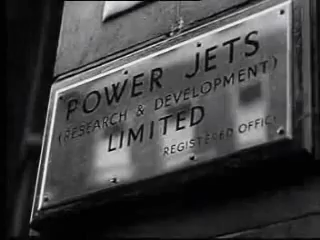 POWER JETS
(RESEARCH & DEVELOPMENT)
LIMITED
REGISTERED OFFICE